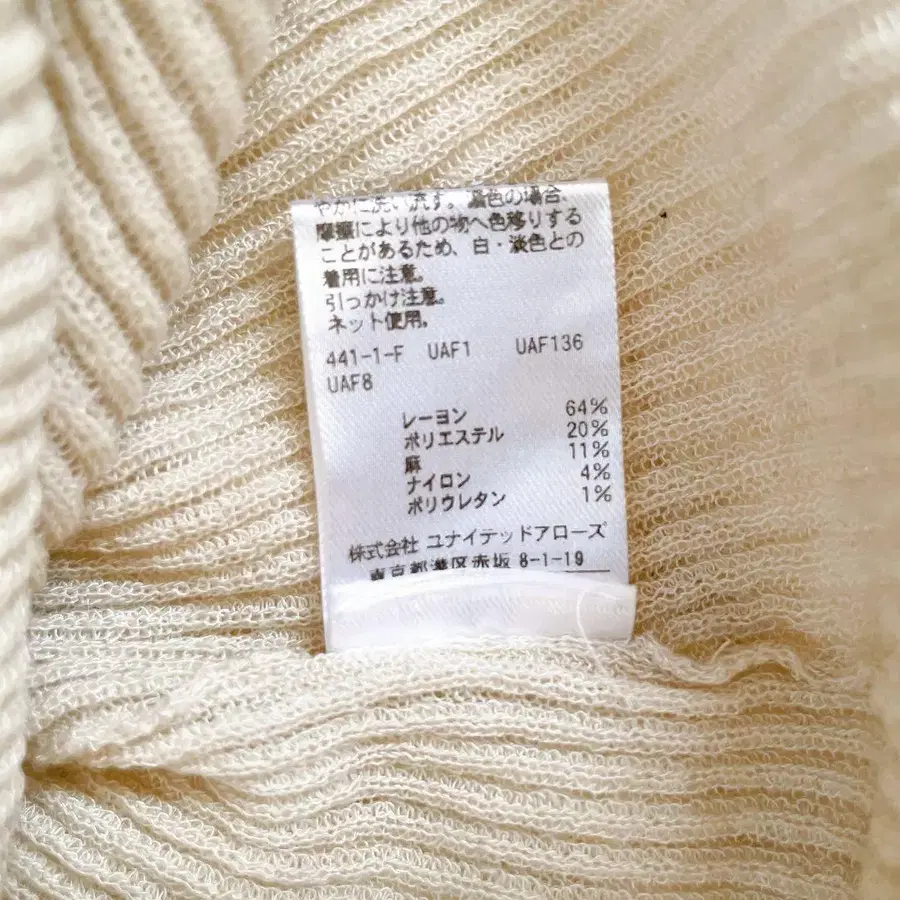 やかに洗い流す。濃色の場合、
摩擦により他の物へ色移りする
ことがあるため、白・淡色との
着用に注意。
引っかけ注意。
ネット使用。
441-1-F UAF1 UAF136
UAF8
レーヨン 64%
ポリエステル 20%
麻 11%
ナイロン 4%
ポリウレタン 1%
株式会社 ユナイテッドアローズ
東京都港区赤坂 8-1-19